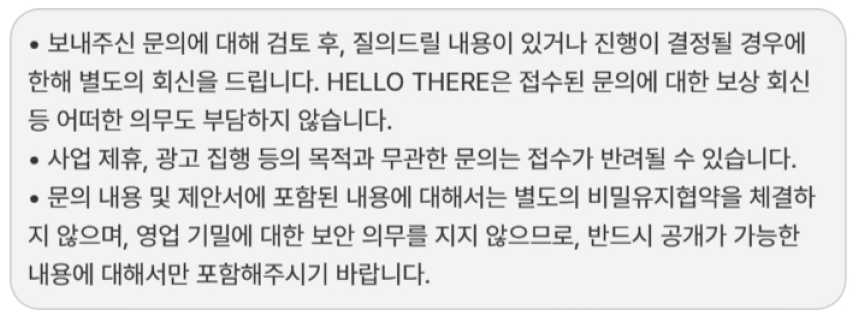 • 보내주신 문의에 대해 검토 후, 질의드릴 내용이 있거나 진행이 결정될 경우에
한해 별도의 회신을 드립니다. HELLO THERE은 접수된 문의에 대한 보상 회신
등 어떠한 의무도 부담하지 않습니다.
• 사업 제휴, 광고 집행 등의 목적과 무관한 문의는 접수가 반려될 수 있습니다.
• 문의 내용 및 제안서에 포함된 내용에 대해서는 별도의 비밀유지협약을 체결하
지 않으며, 영업 기밀에 대한 보안 의무를 지지 않으므로, 반드시 공개가 가능한
내용에 대해서만 포함해주시기 바랍니다.